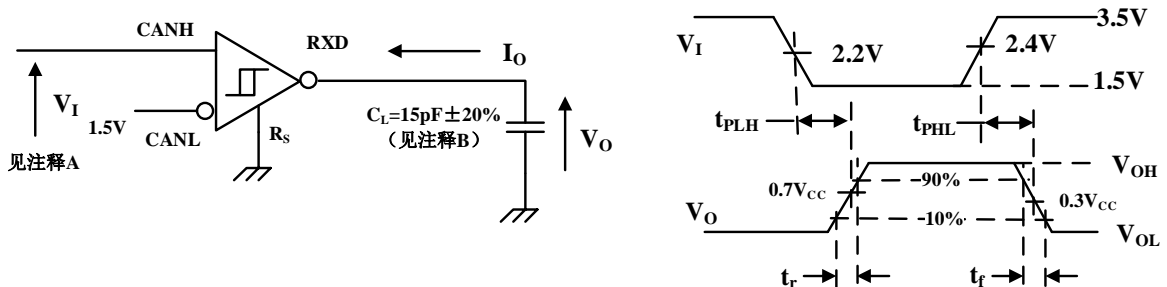 CANH
RXD
I_O
V_I
1.5V
CANL
R_S
C_L=15pF±20%
（见注释B）
V_O
见注释A
V_I
2.2V
2.4V
3.5V
1.5V
t_PLH
t_PHL
V_OH
90%
0.7V_CC
0.3V_CC
V_O
10%
V_OL
t_r
t_f